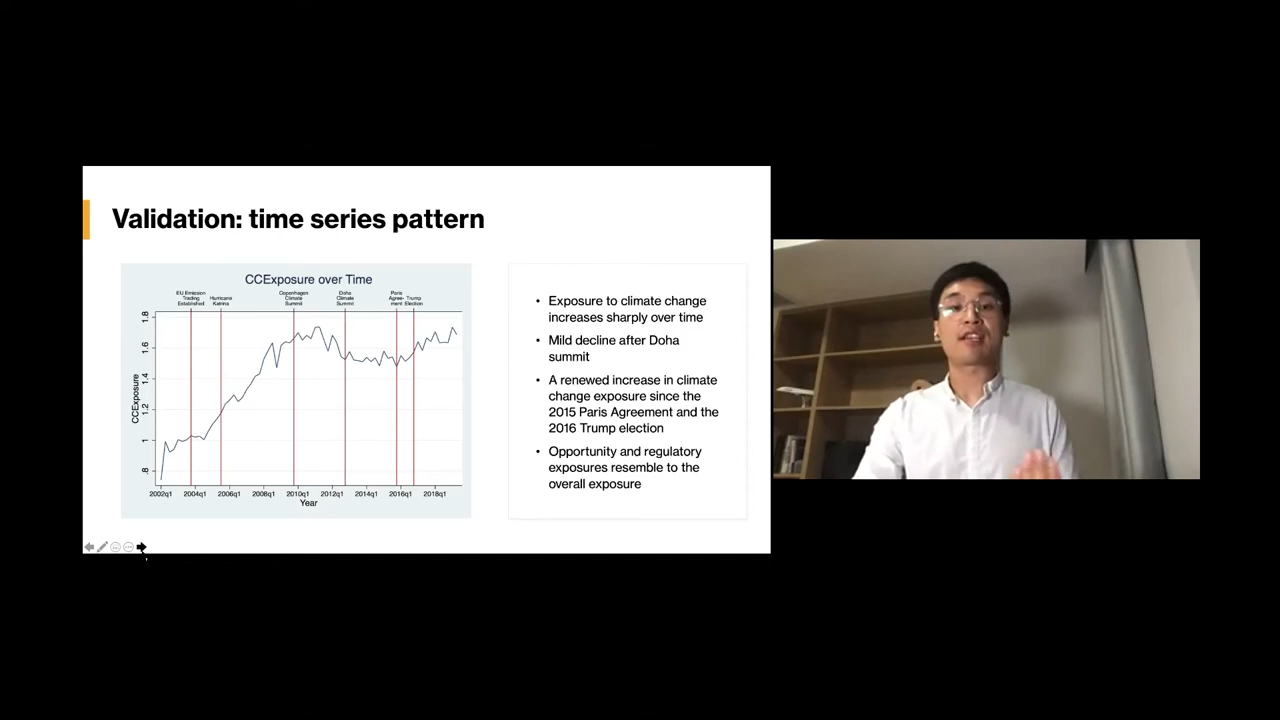 Validation: time series pattern
CCExposure over Time
EU Emission
Trading
Established
Hurricane
Katrina
Copenhagen
Climate
Summit
Doha
Climate
Summit
Paris
Agree-
ment
Trump
Election
CCExposure
1.8
1.6
1.4
1.2
1
.8
2002q1 2004q1 2006q1 2008q1 2010q1 2012q1 2014q1 2016q1 2018q1
Year
• Exposure to climate change
increases sharply over time
• Mild decline after Doha
summit
• A renewed increase in climate
change exposure since the
2015 Paris Agreement and the
2016 Trump election
• Opportunity and regulatory
exposures resemble to the
overall exposure